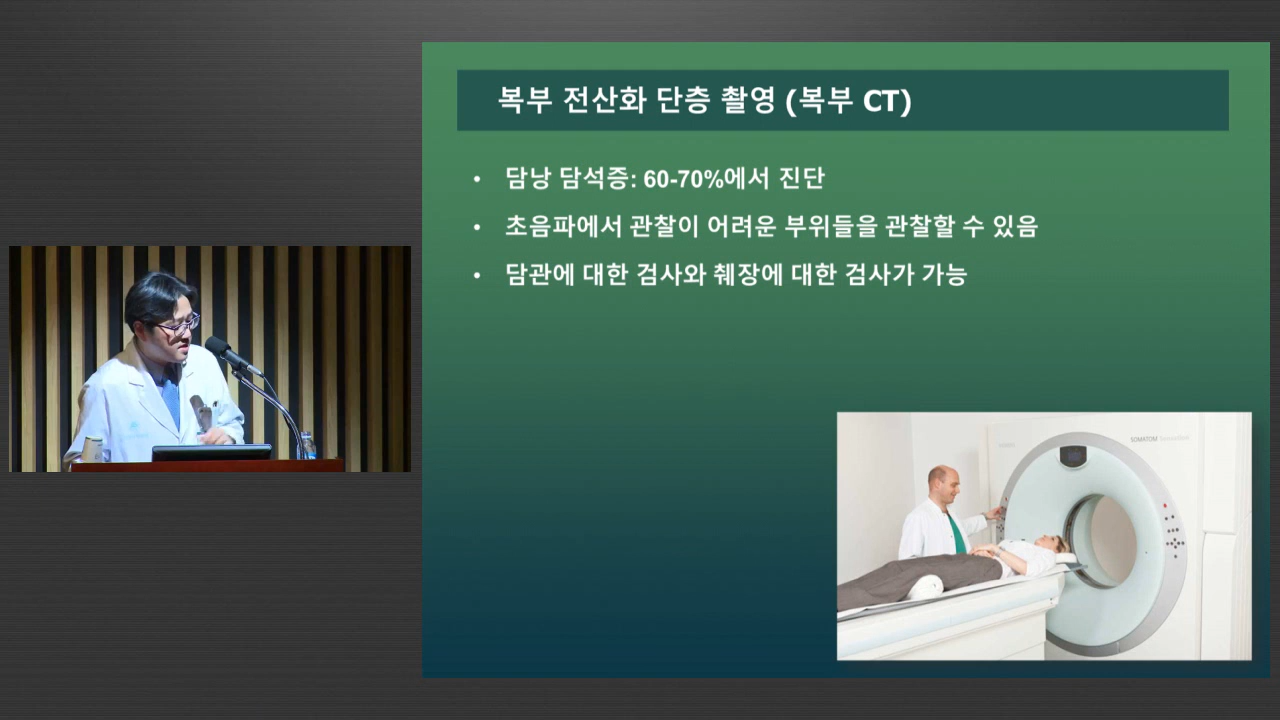 복부 전산화 단층 촬영 (복부 CT)
• 담낭 담석증: 60-70%에서 진단
• 초음파에서 관찰이 어려운 부위들을 관찰할 수 있음
• 담관에 대한 검사와 췌장에 대한 검사가 가능
SOMATOM